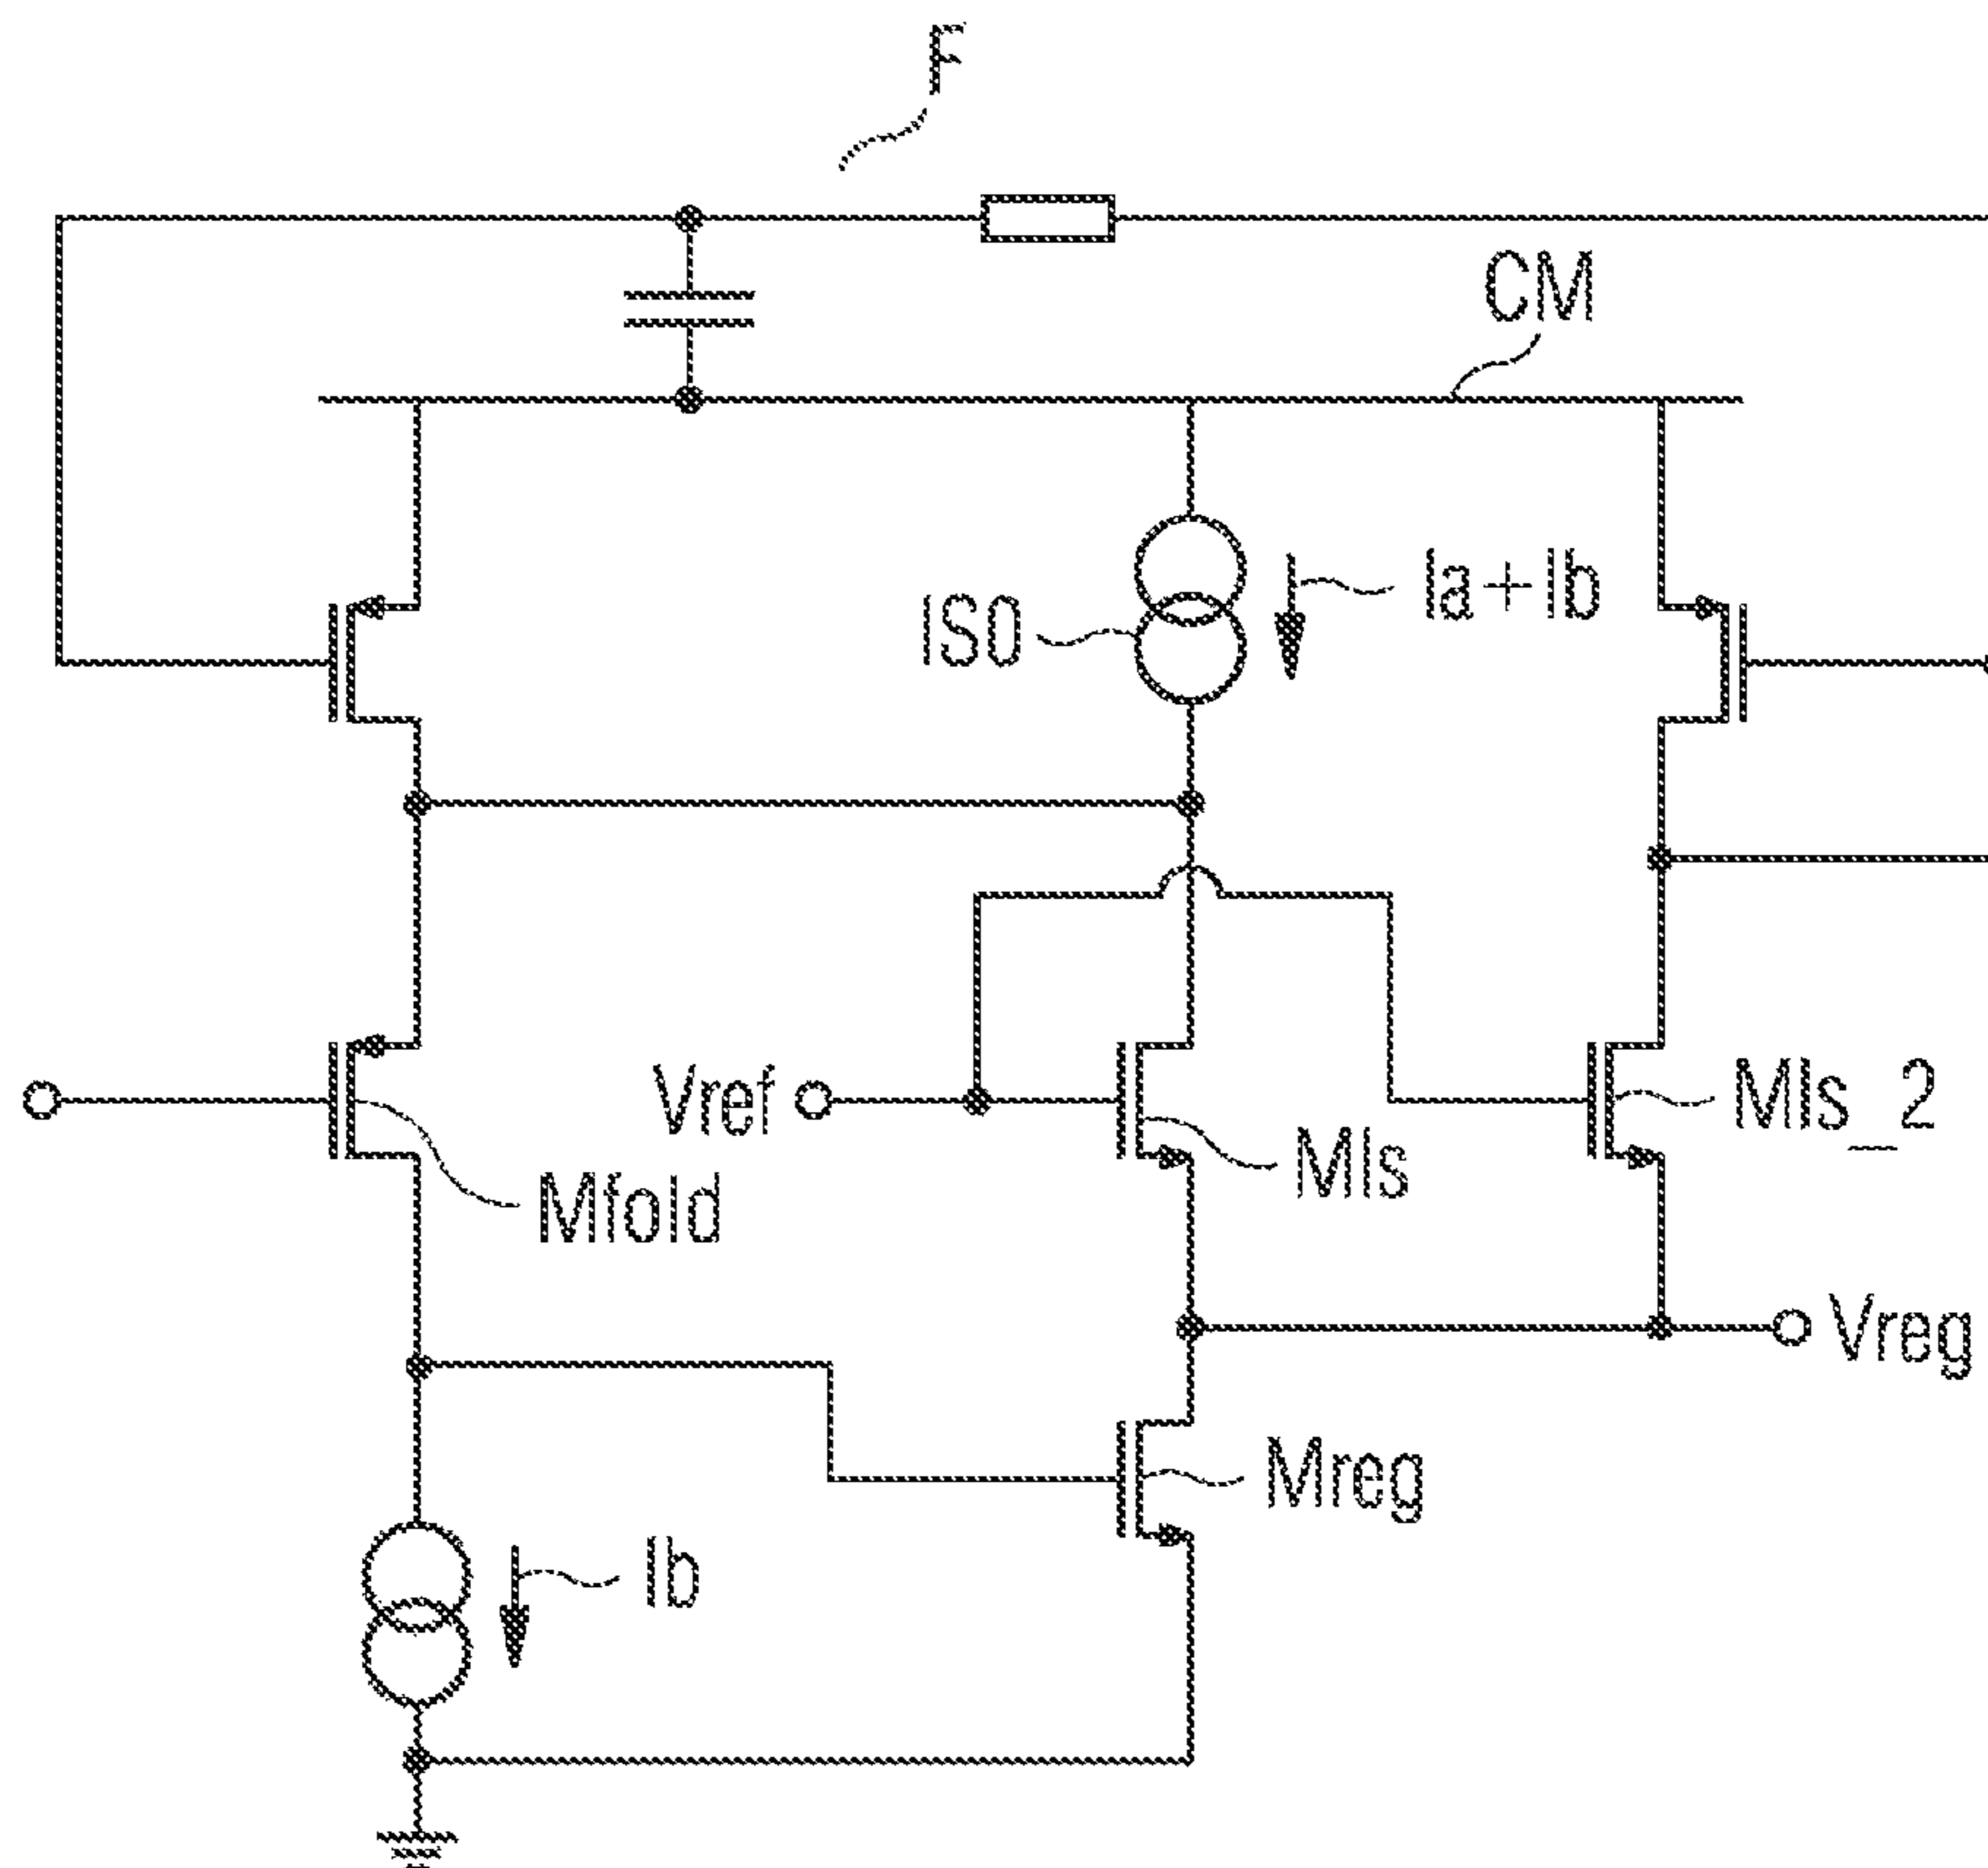 F
CM
IS0
Ia+Ib
Vref
Mls
Mls_2
Mfold
Vreg
Mreg
Ib